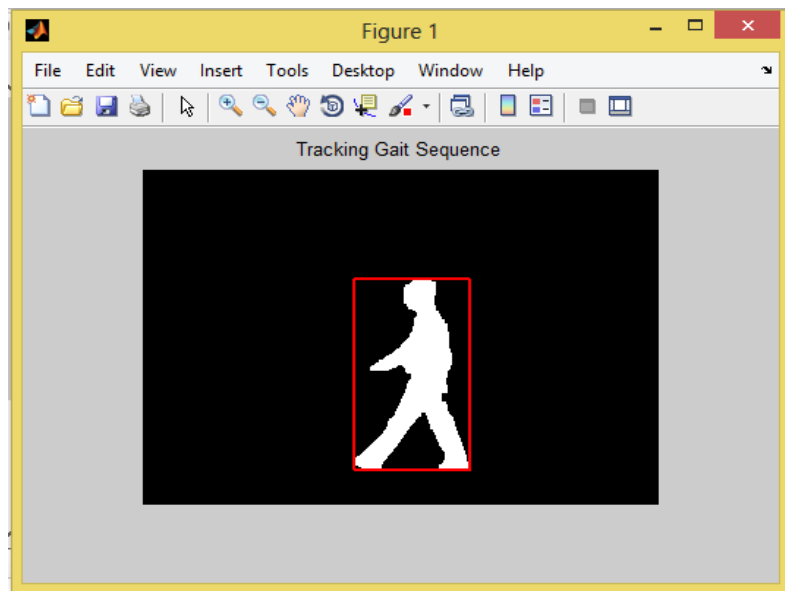 Figure 1
File Edit View Insert Tools Desktop Window Help
Tracking Gait Sequence